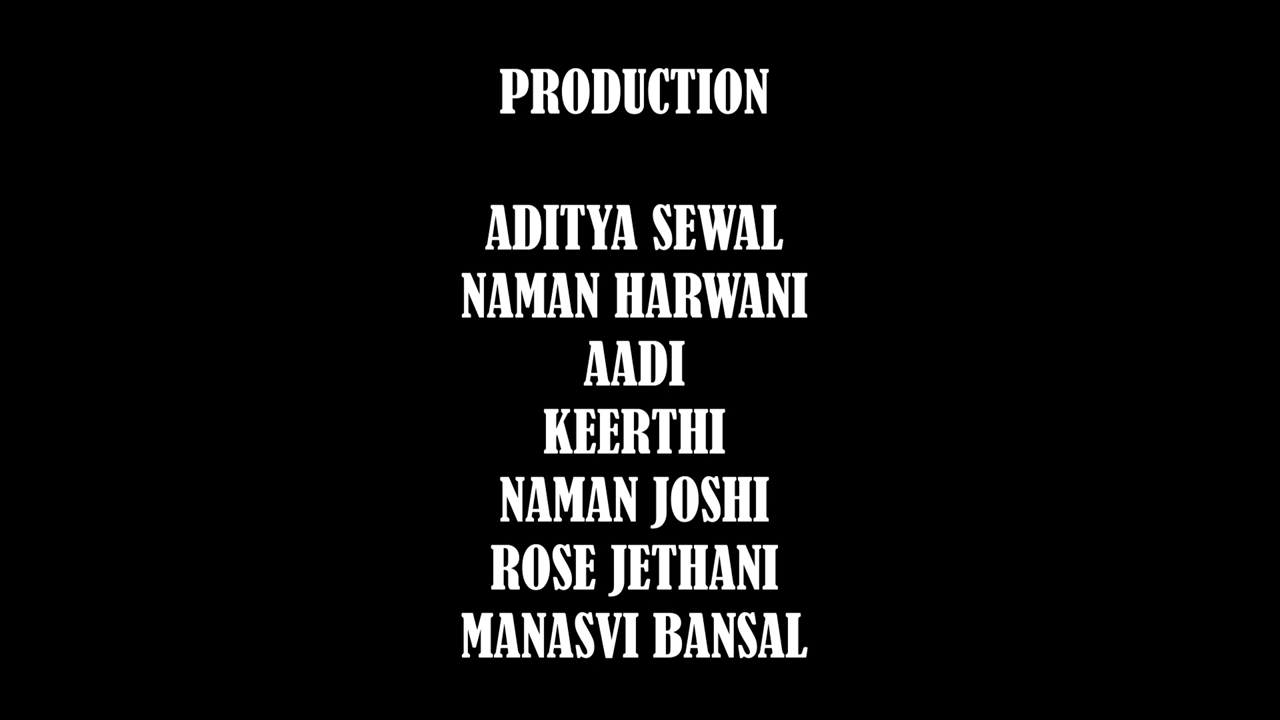 PRODUCTION
ADITYA SEWAL
NAMAN HARWANI
AADI
KEERTHI
NAMAN JOSHI
ROSE JETHANI
MANASVI BANSAL